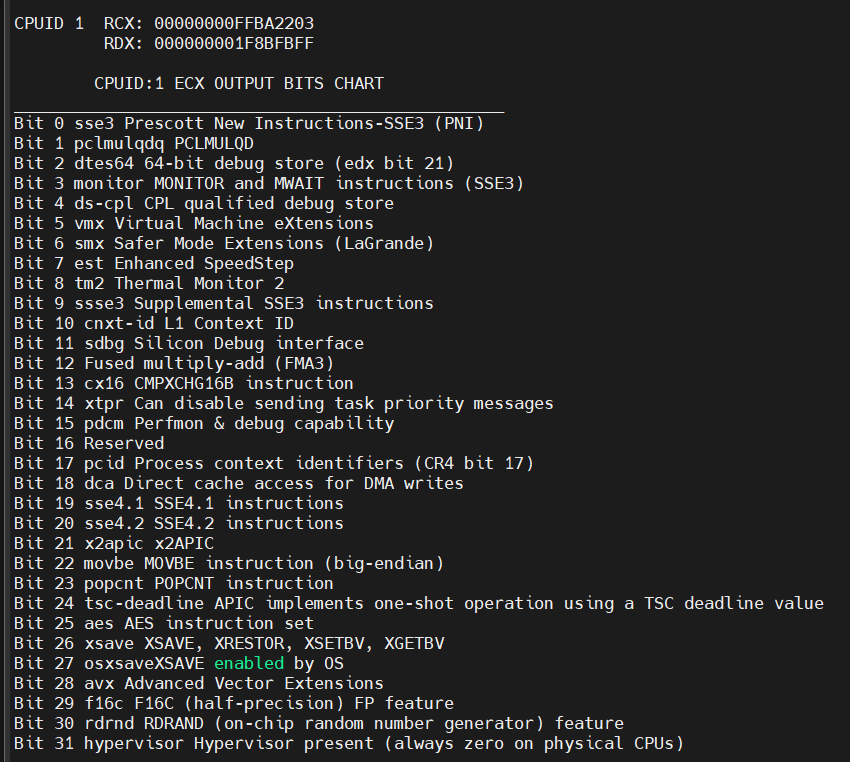 CPUID 1  RCX: 00000000FFBA2203
RDX: 000000001F8BFBFF
CPUID:1 ECX OUTPUT BITS CHART
Bit 0 sse3 Prescott New Instructions-SSE3 (PNI)
Bit 1 pclmulqdq PCLMULQD
Bit 2 dtes64 64-bit debug store (edx bit 21)
Bit 3 monitor MONITOR and MWAIT instructions (SSE3)
Bit 4 ds-cpl CPL qualified debug store
Bit 5 vmx Virtual Machine eXtensions
Bit 6 smx Safer Mode Extensions (LaGrande)
Bit 7 est Enhanced SpeedStep
Bit 8 tm2 Thermal Monitor 2
Bit 9 ssse3 Supplemental SSE3 instructions
Bit 10 cnxt-id L1 Context ID
Bit 11 sdbg Silicon Debug interface
Bit 12 Fused multiply-add (FMA3)
Bit 13 cx16 CMPXCHG16B instruction
Bit 14 xtpr Can disable sending task priority messages
Bit 15 pdcm Perfmon & debug capability
Bit 16 Reserved
Bit 17 pcid Process context identifiers (CR4 bit 17)
Bit 18 dca Direct cache access for DMA writes
Bit 19 sse4.1 SSE4.1 instructions
Bit 20 sse4.2 SSE4.2 instructions
Bit 21 x2apic x2APIC
Bit 22 movbe MOVBE instruction (big-endian)
Bit 23 popcnt POPCNT instruction
Bit 24 tsc-deadline APIC implements one-shot operation using a TSC deadline value
Bit 25 aes AES instruction set
Bit 26 xsave XSAVE, XRESTOR, XSETBV, XGETBV
Bit 27 osxsaveXSAVE enabled by OS
Bit 28 avx Advanced Vector Extensions
Bit 29 f16c F16C (half-precision) FP feature
Bit 30 rdrnd RDRAND (on-chip random number generator) feature
Bit 31 hypervisor Hypervisor present (always zero on physical CPUs)